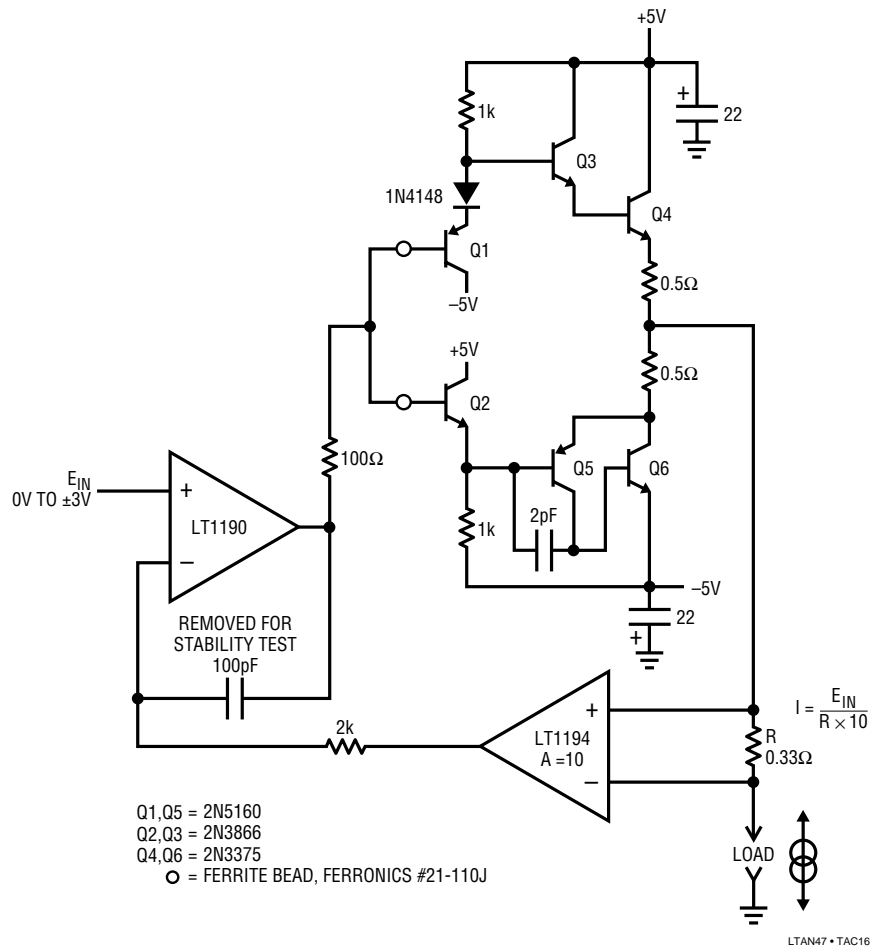 +5V
1k
+
22
Q3
1N4148
Q4
Q1
0.5Ω
–5V
+5V
0.5Ω
Q2
100Ω
EIN
0V TO ±3V
+
LT1190
–
Q5
Q6
2pF
1k
–5V
REMOVED FOR
STABILITY TEST
100pF
22
+
I = EIN
R × 10
+
LT1194
A =10
–
R
0.33Ω
2k
Q1,Q5 = 2N5160
Q2,Q3 = 2N3866
Q4,Q6 = 2N3375
= FERRITE BEAD, FERRONICS #21-110J
LOAD
LTAN47 • TAC16